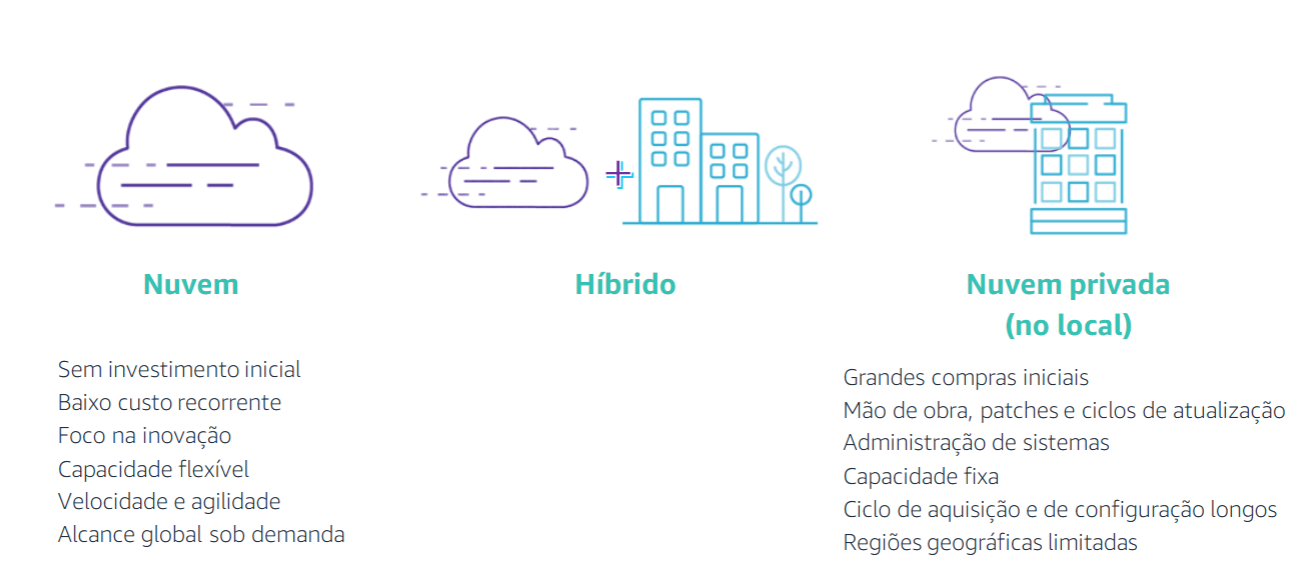 Nuvem
Híbrido
Nuvem privada
(no local)
Sem investimento inicial
Baixo custo recorrente
Foco na inovação
Capacidade flexível
Velocidade e agilidade
Alcance global sob demanda
Grandes compras iniciais
Mão de obra, patches e ciclos de atualização
Administração de sistemas
Capacidade fixa
Ciclo de aquisição e de configuração longos
Regiões geográficas limitadas